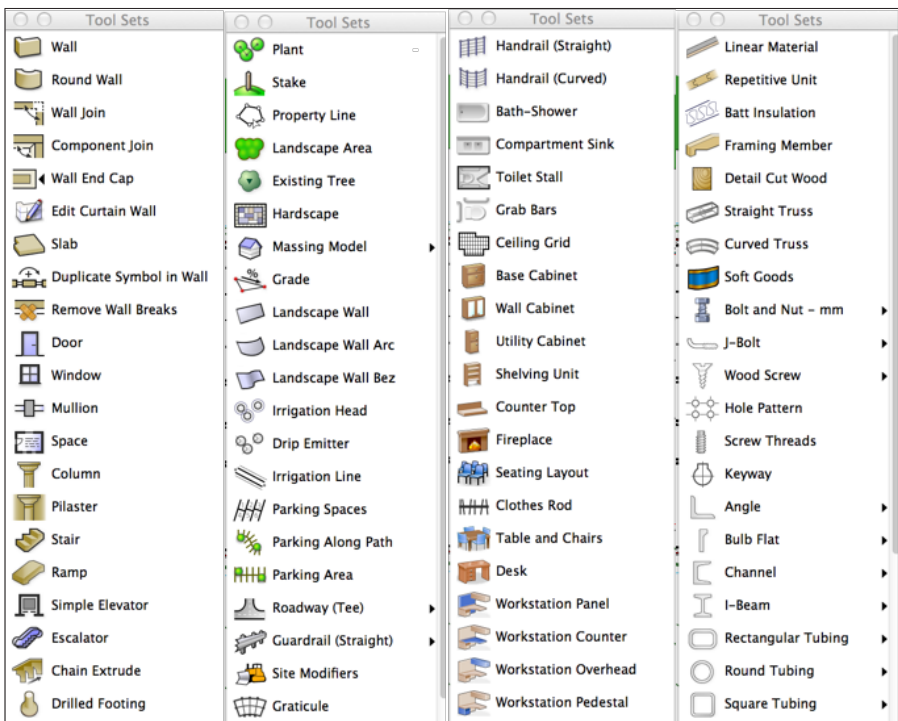 Tool Sets
Wall
Round Wall
Wall Join
Component Join
Wall End Cap
Edit Curtain Wall
Slab
Duplicate Symbol in Wall
Remove Wall Breaks
Door
Window
Mullion
Space
Column
Pilaster
Stair
Ramp
Simple Elevator
Escalator
Chain Extrude
Drilled Footing
Tool Sets
Plant
Stake
Property Line
Landscape Area
Existing Tree
Hardscape
Massing Model
%
Grade
Landscape Wall
Landscape Wall Arc
Landscape Wall Bez
Irrigation Head
Drip Emitter
Irrigation Line
Parking Spaces
Parking Along Path
Parking Area
Roadway (Tee)
Guardrail (Straight)
Site Modifiers
Graticule
Tool Sets
Handrail (Straight)
Handrail (Curved)
Bath-Shower
Compartment Sink
Toilet Stall
Grab Bars
Ceiling Grid
Base Cabinet
Wall Cabinet
Utility Cabinet
Shelving Unit
Counter Top
Fireplace
Seating Layout
Clothes Rod
Table and Chairs
Desk
Workstation Panel
Workstation Counter
Workstation Overhead
Workstation Pedestal
Tool Sets
Linear Material
Repetitive Unit
Batt Insulation
Framing Member
Detail Cut Wood
Straight Truss
Curved Truss
Soft Goods
Bolt and Nut - mm
J-Bolt
Wood Screw
Hole Pattern
Screw Threads
Keyway
Angle
Bulb Flat
Channel
I-Beam
Rectangular Tubing
Round Tubing
Square Tubing